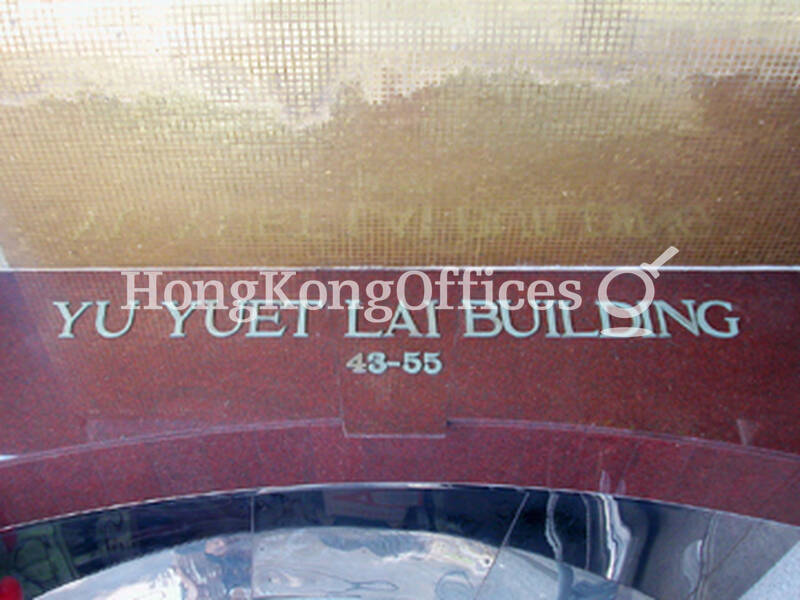 HongKongOffices
YU YUET LAI BUILDING
43-55